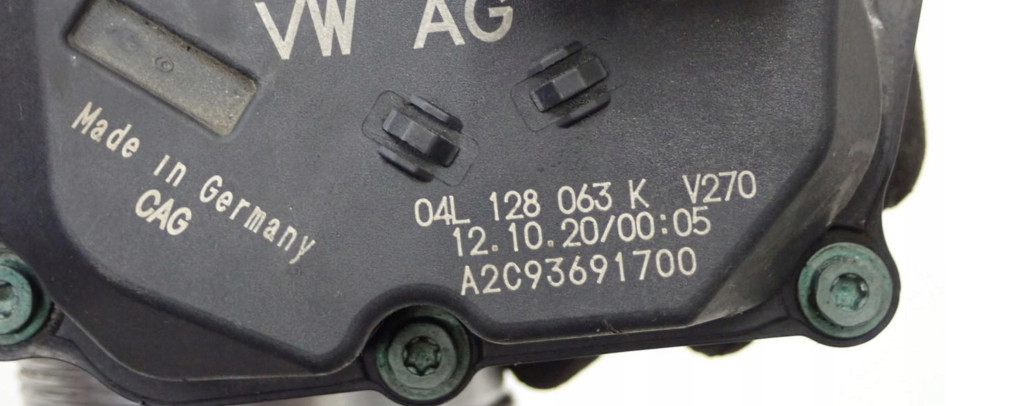 VW AG
Made in Germany
CAG
04L 128 063 K V270
12.10.20/00:05
A2C93691700